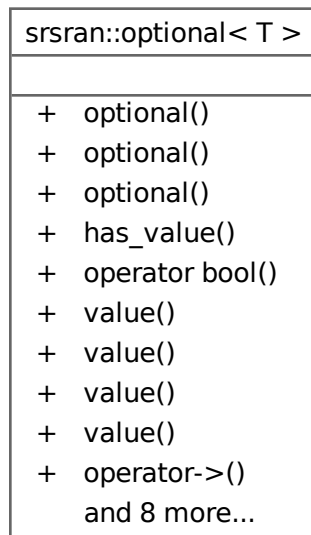 srsran::optional< T >
+ optional()
+ optional()
+ optional()
+ has_value()
+ operator bool()
+ value()
+ value()
+ value()
+ value()
+ operator->()
and 8 more...